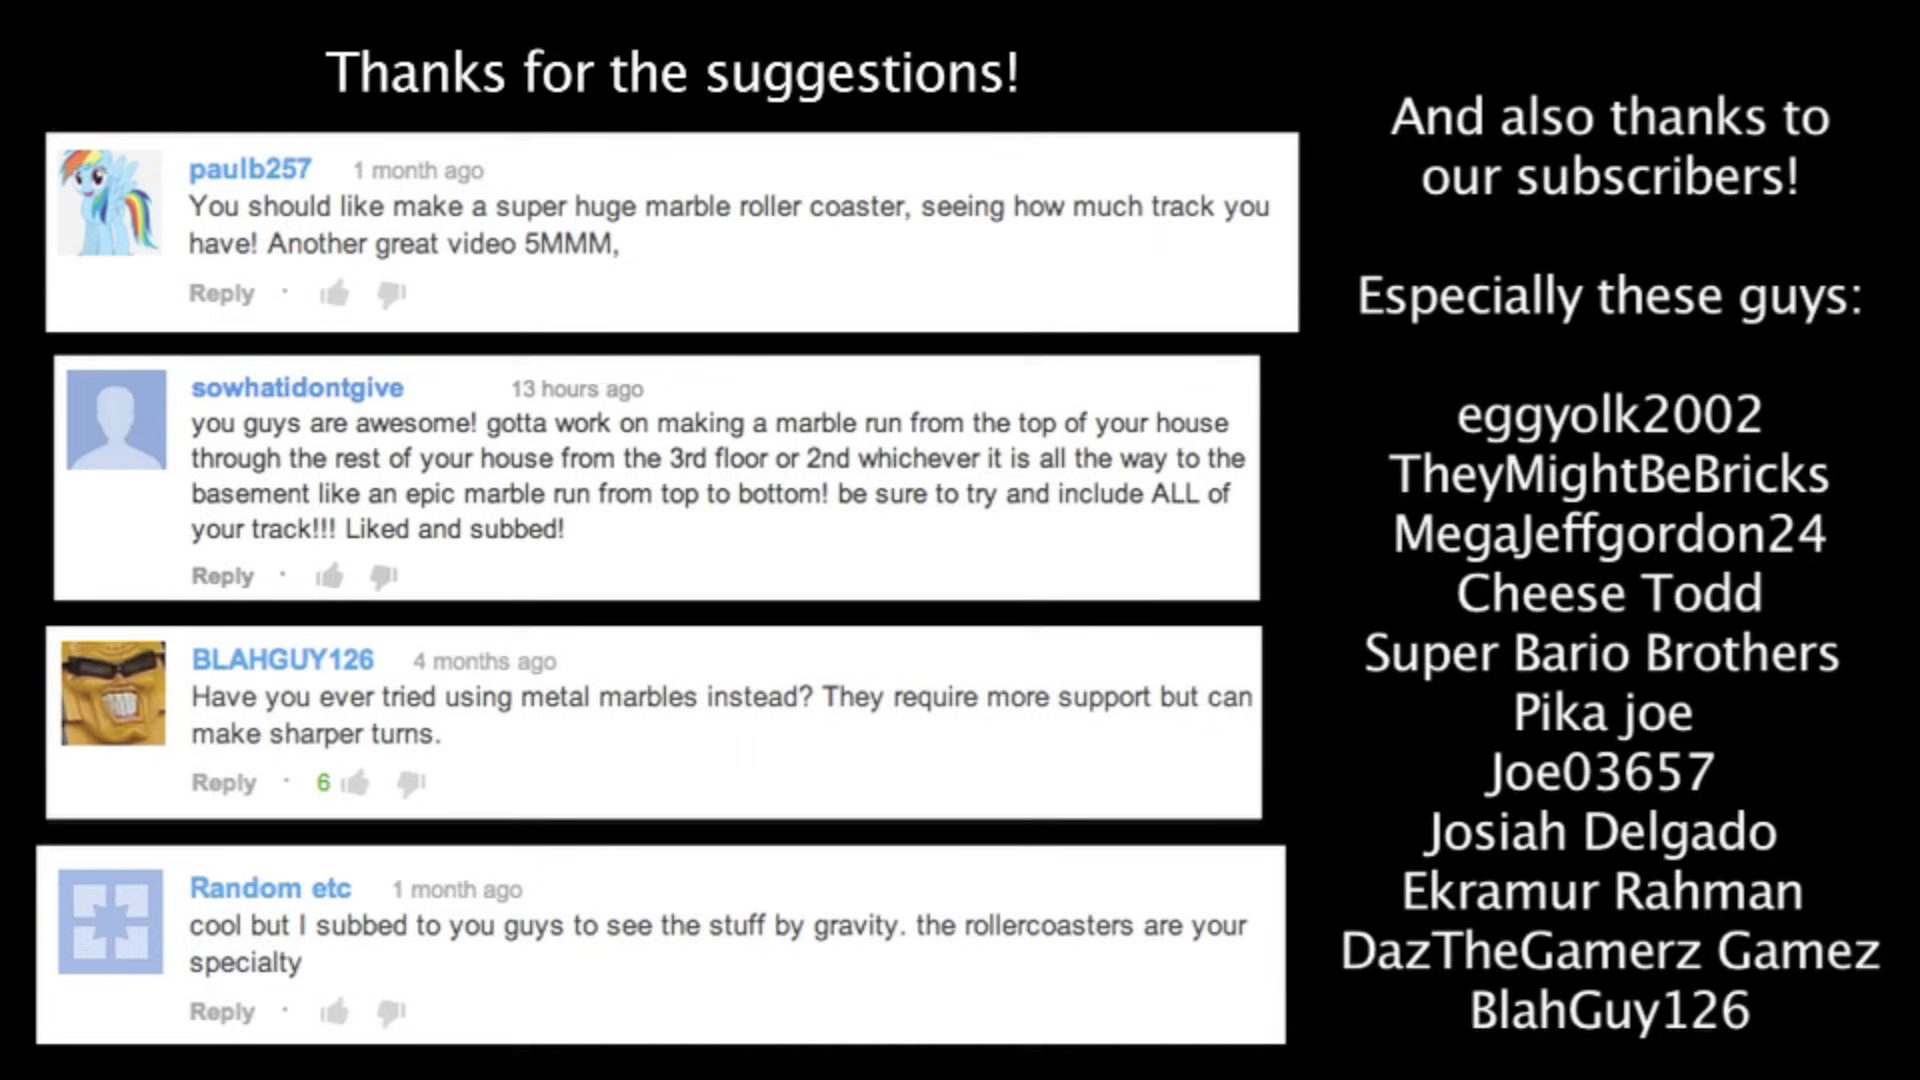 Thanks for the suggestions!
paulb257 1 month ago
You should like make a super huge marble roller coaster, seeing how much track you
have! Another great video 5MMM,
Reply ·
sowhatidontgive 13 hours ago
you guys are awesome! gotta work on making a marble run from the top of your house
through the rest of your house from the 3rd floor or 2nd whichever it is all the way to the
basement like an epic marble run from top to bottom! be sure to try and include ALL of
your track!!! Liked and subbed!
Reply ·
BLAHGUY126 4 months ago
Have you ever tried using metal marbles instead? They require more support but can
make sharper turns.
Reply · 6
Random etc 1 month ago
cool but I subbed to you guys to see the stuff by gravity. the rollercoasters are your
specialty
Reply ·
And also thanks to
our subscribers!
Especially these guys:
eggyolk2002
TheyMightBeBricks
MegaJeffgordon24
Cheese Todd
Super Bario Brothers
Pika joe
Joe03657
Josiah Delgado
Ekramur Rahman
DazTheGamerz Gamez
BlahGuy126